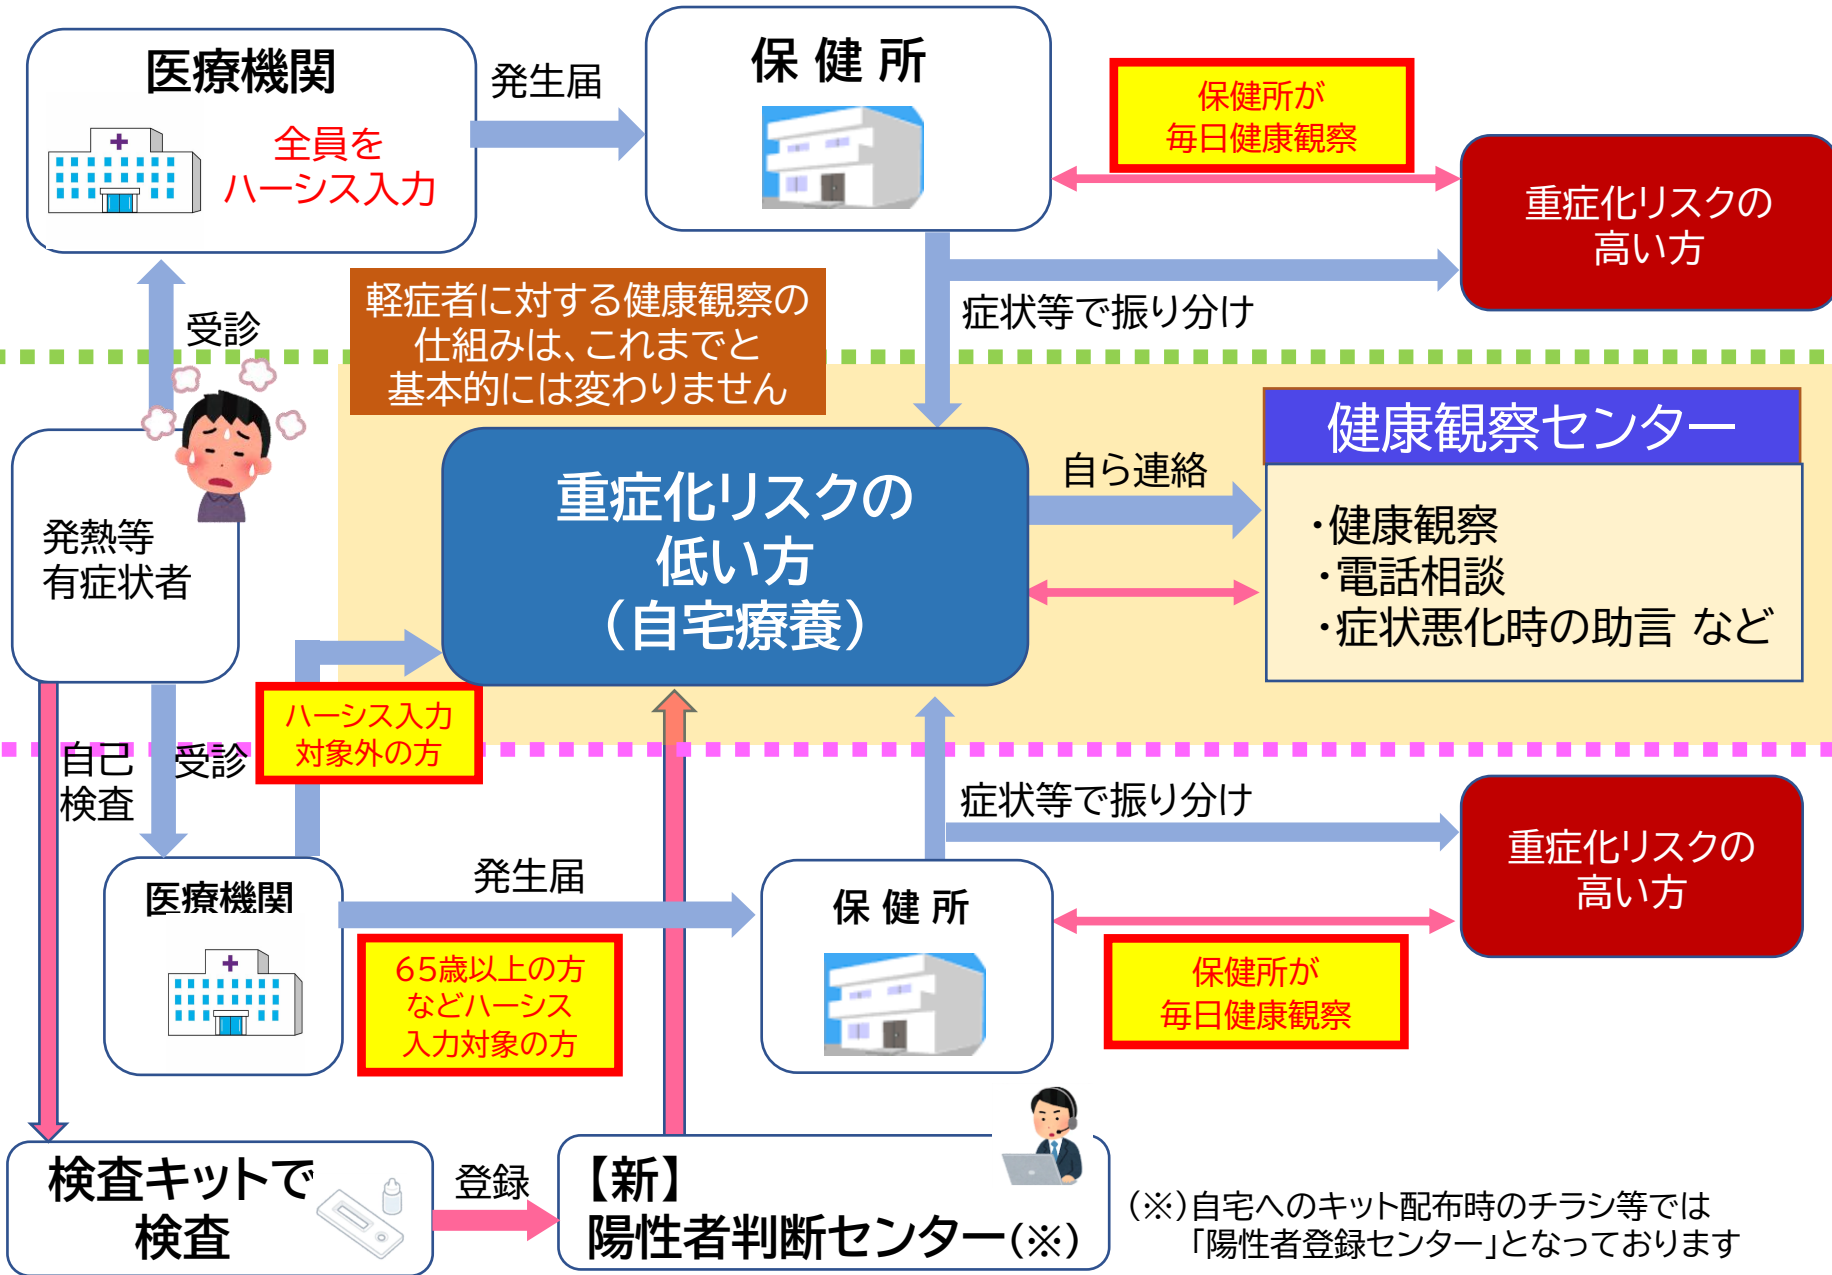 医療機関
全員を
ハーシス入力
発生届
保 健 所
保健所が
毎日健康観察
重症化リスクの
高い方
受診
軽症者に対する健康観察の
仕組みは、これまでと
基本的には変わりません
症状等で振り分け
発熱等
有症状者
重症化リスクの
低い方
（自宅療養）
自ら連絡
健康観察センター
・健康観察
・電話相談
・症状悪化時の助言 など
ハーシス入力
対象外の方
自己
検査
受診
症状等で振り分け
重症化リスクの
高い方
医療機関
発生届
65歳以上の方
などハーシス
入力対象の方
保 健 所
保健所が
毎日健康観察
検査キットで
検査
登録
【新】
陽性者判断センター（※）
（※）自宅へのキット配布時のチラシ等では
「陽性者登録センター」となっております